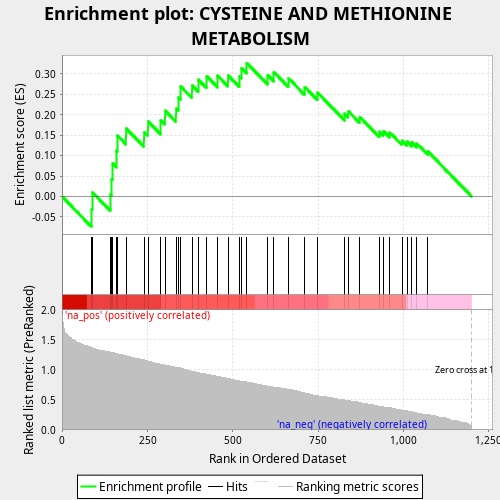 Enrichment plot: CYSTEINE AND METHIONINE
METABOLISM
Enrichment score (ES)
0.30
0.25
0.20
0.15
0.10
0.05
0.00
-0.05
'na_pos' (positively correlated)
Ranked list metric (PreRanked)
2.0
1.5
1.0
0.5
0.0
Zero cross at 1
'na_neg' (negatively correlated)
0 250 500 750 1,000 1,250
Rank in Ordered Dataset
Enrichment profile Hits Ranking metric scores